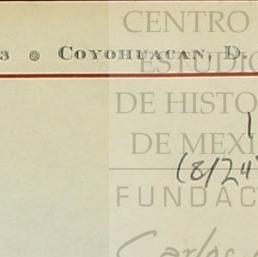 CENTRO
3 COYOHUACAN, D.
ESTUDIO
DE HISTO
DE MEXI
(8/24
FUNDAC
Carlos